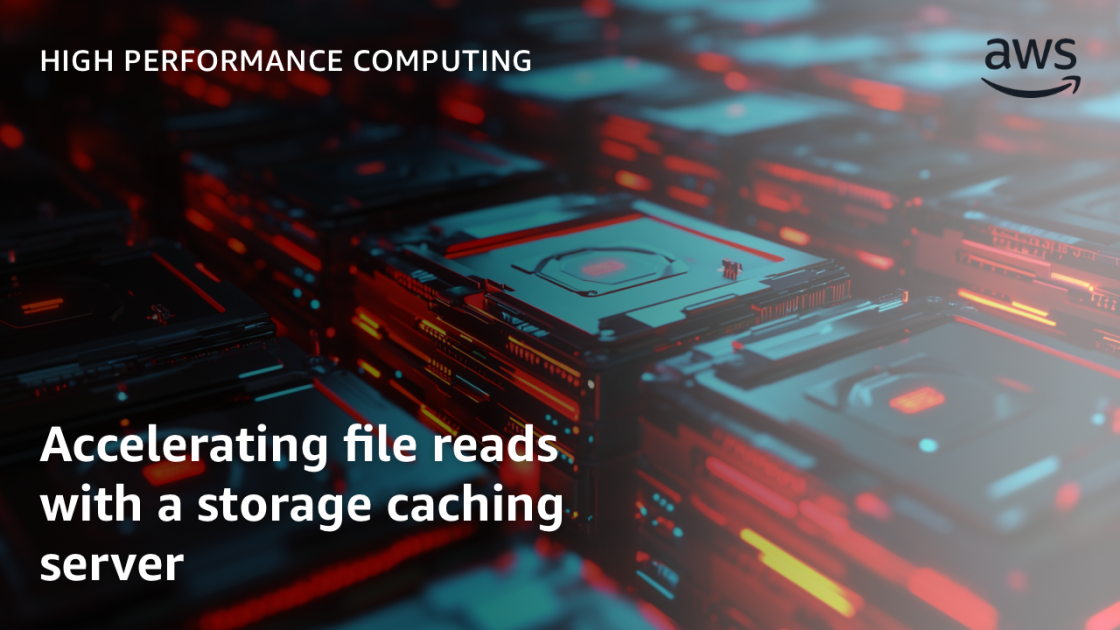 HIGH PERFORMANCE COMPUTING
aws
Accelerating file reads
with a storage caching
server